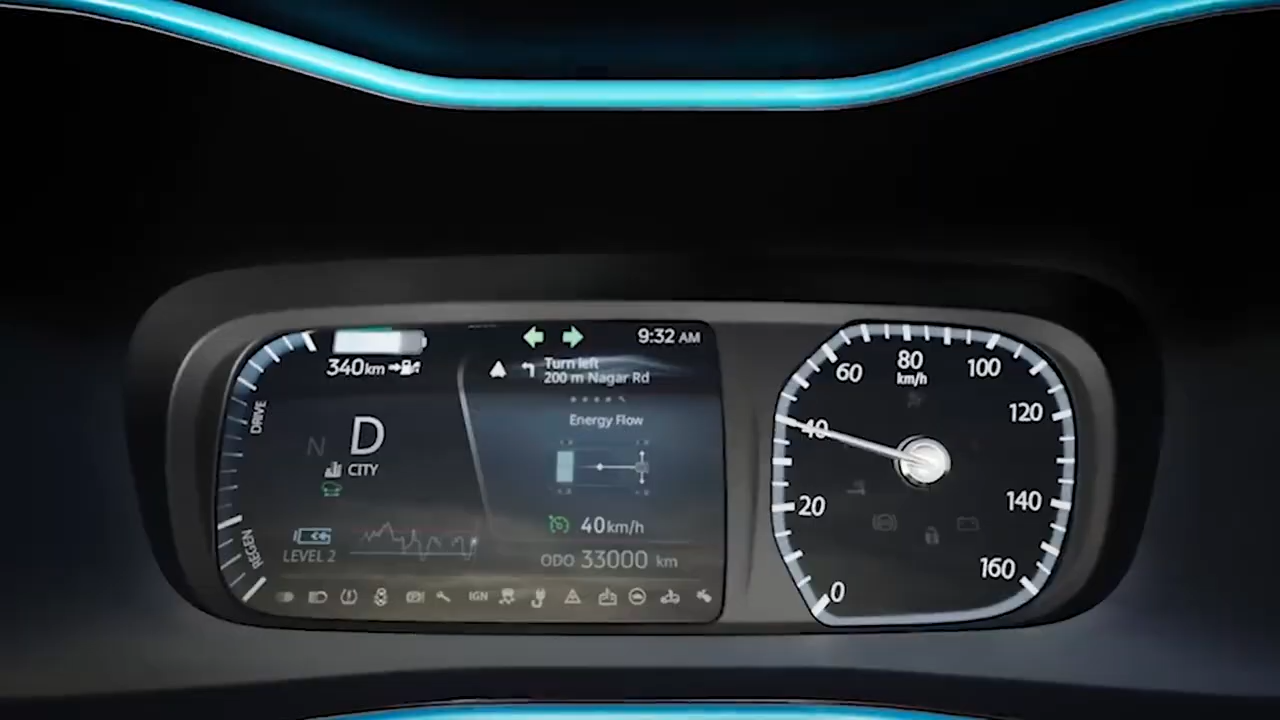 9:32 AM
340km
Turn left
200 m Nagar Rd
DRIVE
Energy Flow
N D
CITY
40km/h
REGEN
LEVEL 2
ODO 33000 km
IGN
0
20
40
60
80
km/h
100
120
140
160